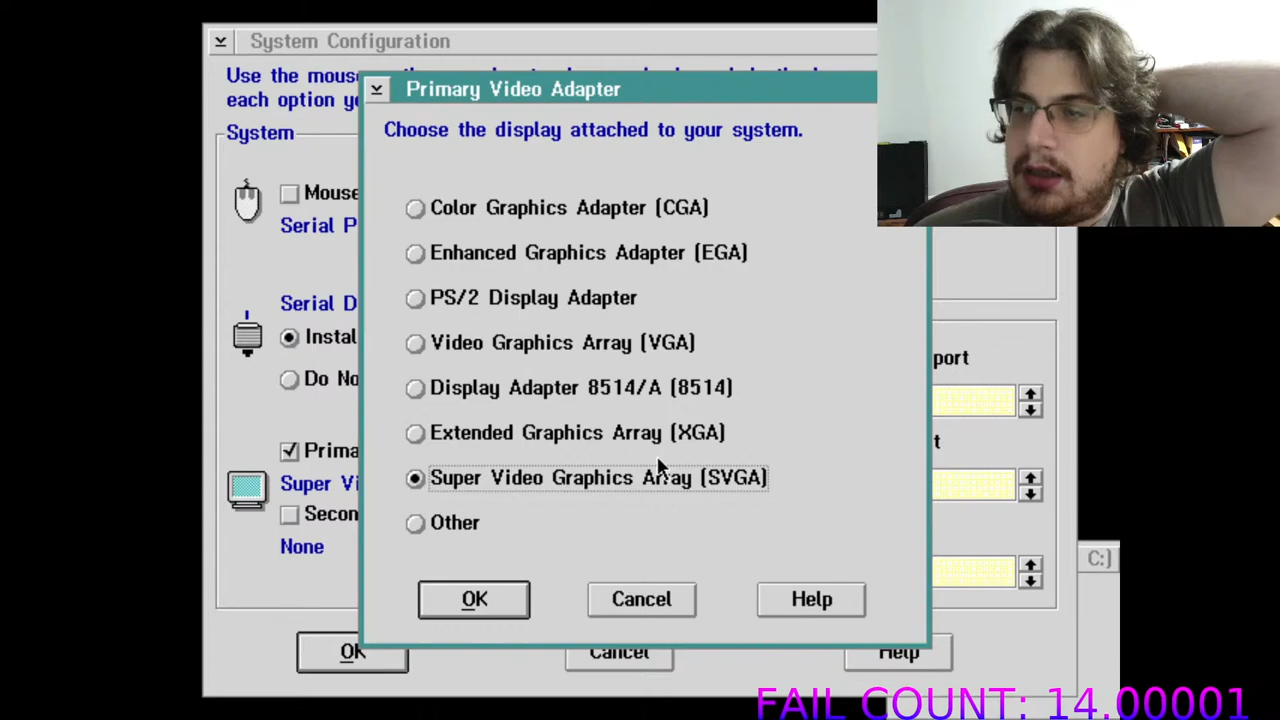 System Configuration
Use the mous
each option ye
System
Mouse
Serial P
Serial D
Instal
Do No
Prima
Super Vi
Secon
None
OK
Cancel
Help
port
t
C:)
Primary Video Adapter
Choose the display attached to your system.
Color Graphics Adapter (CGA)
Enhanced Graphics Adapter (EGA)
PS/2 Display Adapter
Video Graphics Array (VGA)
Display Adapter 8514/A (8514)
Extended Graphics Array (XGA)
Super Video Graphics Array (SVGA)
Other
OK
Cancel
Help
FAIL COUNT: 14.00001